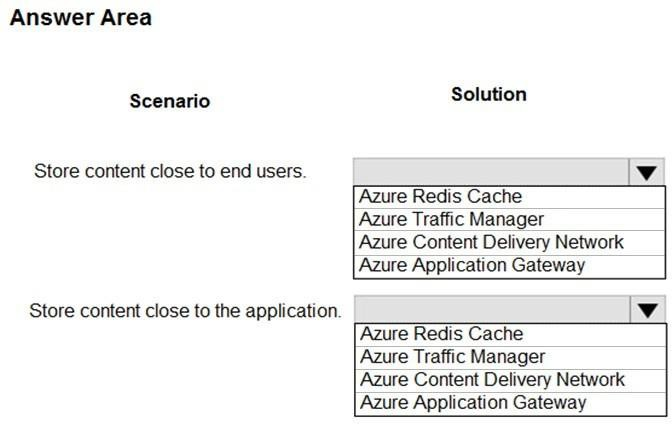 Answer Area
Scenario
Solution
Store content close to end users.
Azure Redis Cache
Azure Traffic Manager
Azure Content Delivery Network
Azure Application Gateway
Store content close to the application.
Azure Redis Cache
Azure Traffic Manager
Azure Content Delivery Network
Azure Application Gateway